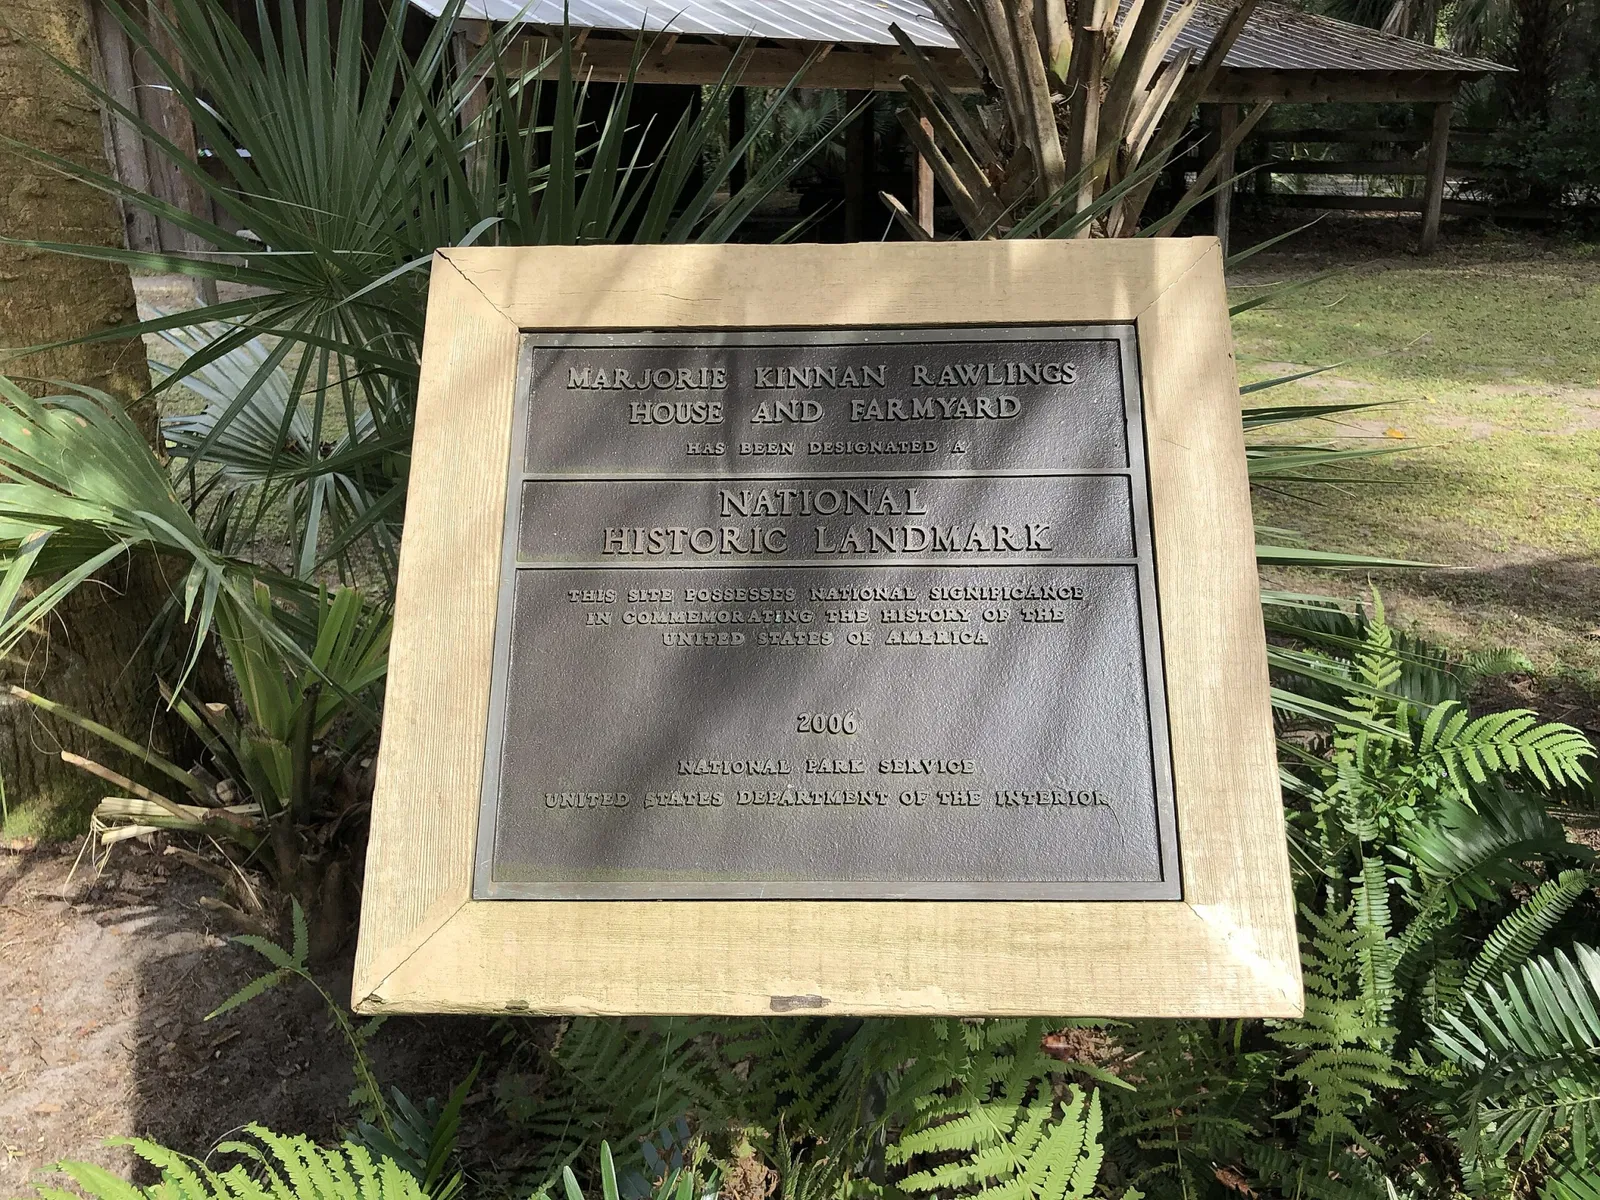 MARJORIE KINNAN RAWLINGS
HOUSE AND FARMYARD
HAS BEEN DESIGNATED A
NATIONAL
HISTORIC LANDMARK
THIS SITE POSSESSES NATIONAL SIGNIFICANCE
IN COMMEMORATING THE HISTORY OF THE
UNITED STATES OF AMERICA
2006
NATIONAL PARK SERVICE
UNITED STATES DEPARTMENT OF THE INTERIOR